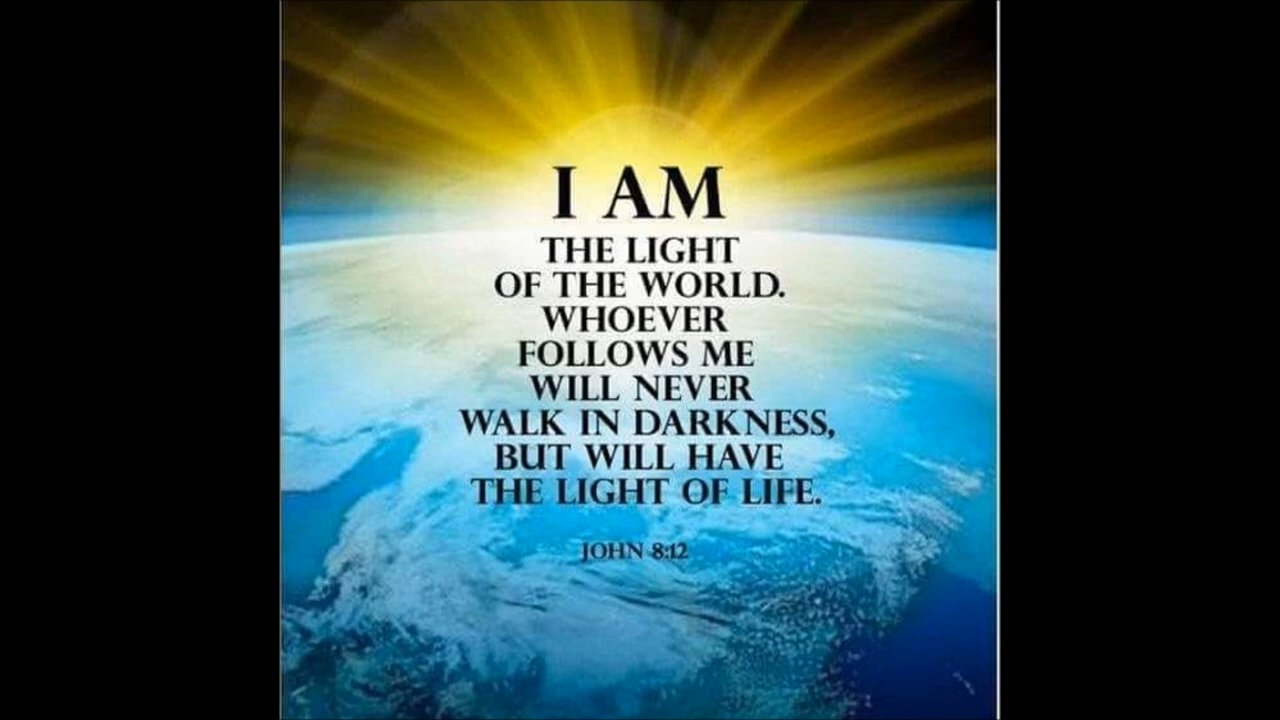 I AM
THE LIGHT
OF THE WORLD.
WHOEVER
FOLLOWS ME
WILL NEVER
WALK IN DARKNESS,
BUT WILL HAVE
THE LIGHT OF LIFE.
JOHN 8:12